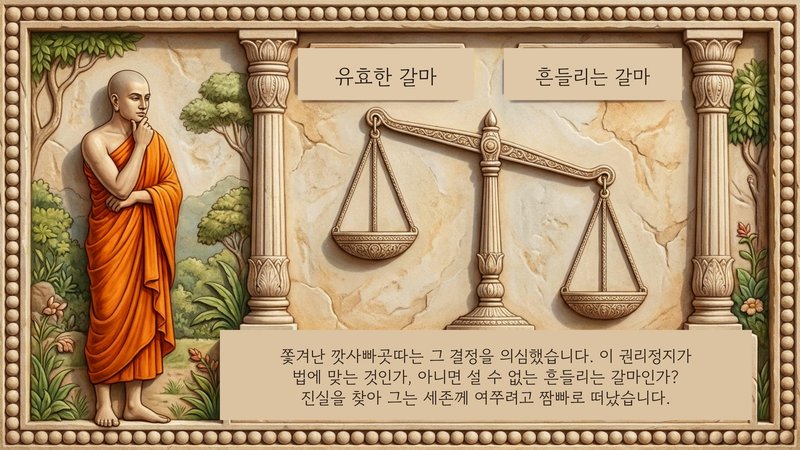 유효한 갈마
흔들리는 갈마
쫓겨난 깟사빠곳따는 그 결정을 의심했습니다. 이 권리정지가
법에 맞는 것인가, 아니면 설 수 없는 흔들리는 갈마인가?
진실을 찾아 그는 세존께 여쭈려고 짬빠로 떠났습니다.